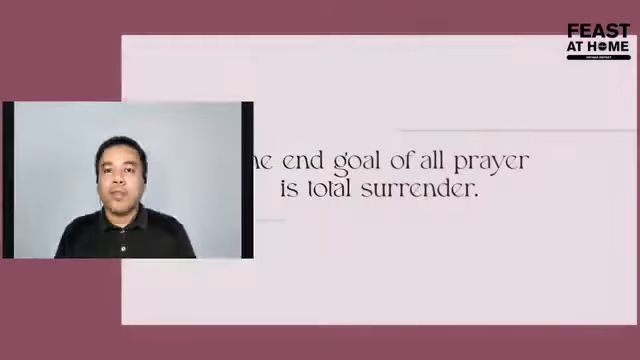 FEAST
AT HOME
he end goal of all prayer
is total surrender.